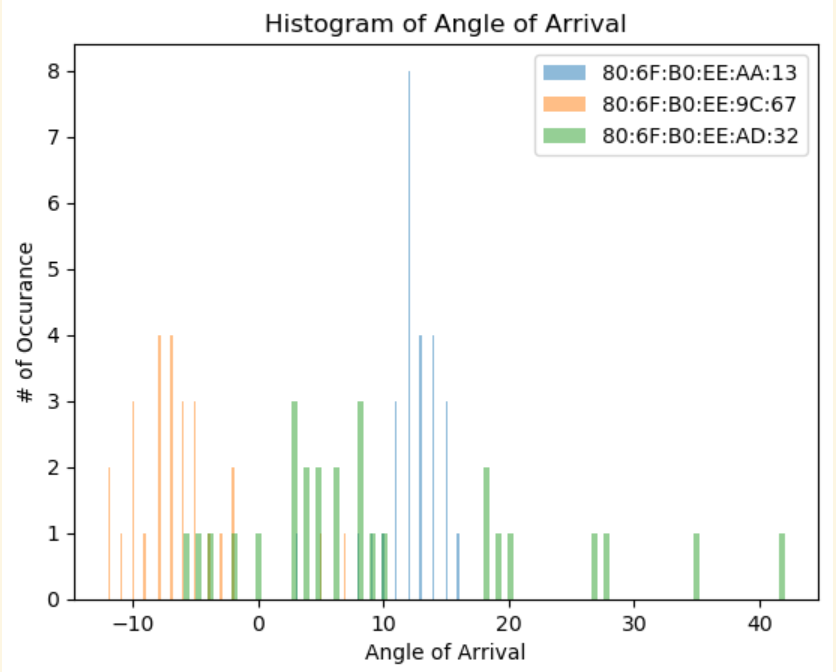 Histogram of Angle of Arrival
80:6F:B0:EE:AA:13
80:6F:B0:EE:9C:67
80:6F:B0:EE:AD:32
# of Occurance
8
7
6
5
4
3
2
1
0
−10 0 10 20 30 40
Angle of Arrival